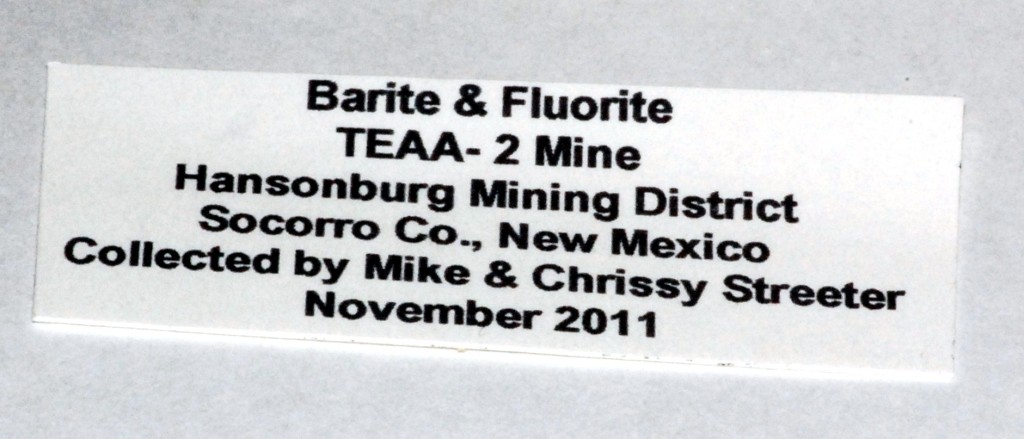 Barite & Fluorite
TEAA- 2 Mine
Hansonburg Mining District
Socorro Co., New Mexico
Collected by Mike & Chrissy Streeter
November 2011